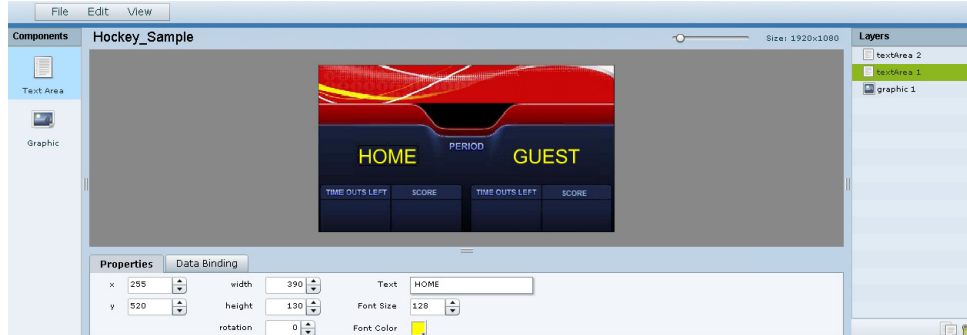 File Edit View
Components
Hockey_Sample
Size: 1920x1080
Layers
Text Area
Graphic
textArea 2
textArea 1
graphic 1
PERIOD
HOME GUEST
TIME OUTS LEFT SCORE TIME OUTS LEFT SCORE
Properties Data Binding
x 255 width 390 Text HOME
y 520 height 130 Font Size 128
rotation 0 Font Color